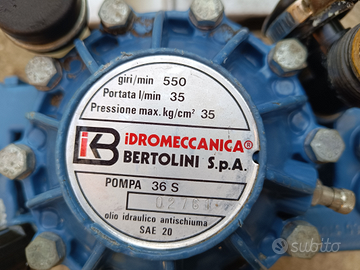 giri/min 550
Portata l/min 35
Pressione max. kg/cm² 35
iDROMECCANICA®
BERTOLINI S.p.A.
POMPA 36 S
olio idraulico antischiuma
SAE 20
subito